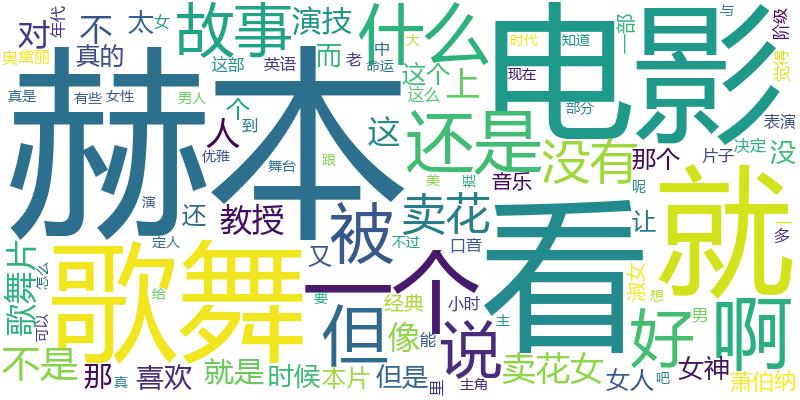 对 年代 不 太 女 故事 演技 什么 电影 一部 与 阶级
奥黛丽 真的 而 老 中 大 时代 知道 觉得
这部 英语 命运 这个 上 现在
真是 有些 女性 男人 个 到 这 这么 部分 表演
赫本 人 优雅 舞台 跟 还是 没有 那个 片子 决定 没
演 还 教授 被 美 卖花 音乐 呢 让 就
歌舞片 怎么 可以 定人 又 不过 口音 看 淑女 一 多
歌舞 给 一个 要 经典 小时 主 想 男
不是 那 真 喜欢 就是 时候 但 像 能 说 好 啊
本片 但是 里 主角 卖花女 女人 吧 女神 萧伯纳